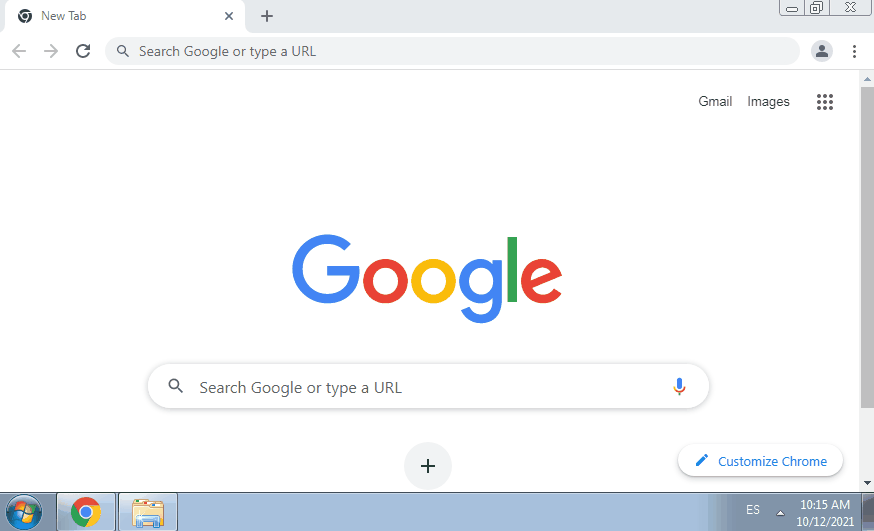 New Tab
Search Google or type a URL
Gmail Images
Google
Search Google or type a URL
Customize Chrome
ES
10:15 AM
10/12/2021